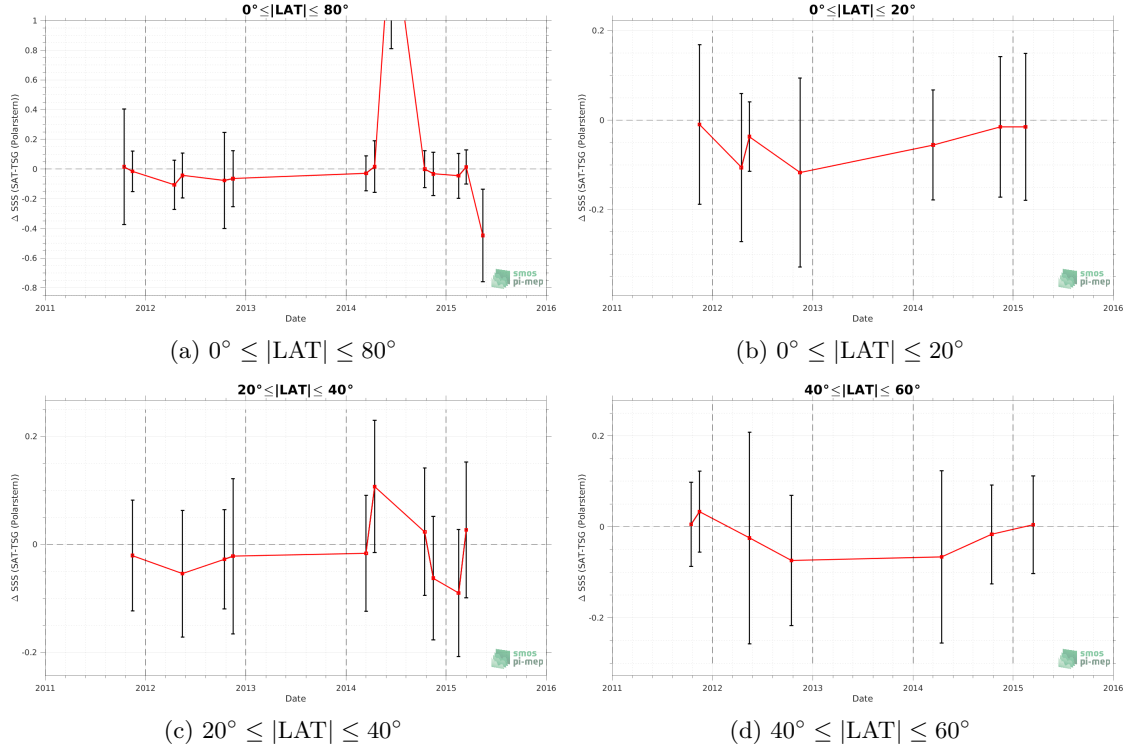 0°≤|LAT|≤ 80°
Δ SSS (SAT-TSG (Polarstern))
1
0.8
0.6
0.4
0.2
0
-0.2
-0.4
-0.6
-0.8
2011 2012 2013 2014 2015 2016
Date
smos
pi-mep
(a) 0° ≤ |LAT| ≤ 80°
0°≤|LAT|≤ 20°
Δ SSS (SAT-TSG (Polarstern))
0.2
0
-0.2
2011 2012 2013 2014 2015 2016
Date
smos
pi-mep
(b) 0° ≤ |LAT| ≤ 20°
20°≤|LAT|≤ 40°
Δ SSS (SAT-TSG (Polarstern))
0.2
0
-0.2
2011 2012 2013 2014 2015 2016
Date
smos
pi-mep
(c) 20° ≤ |LAT| ≤ 40°
40°≤|LAT|≤ 60°
Δ SSS (SAT-TSG (Polarstern))
0.2
0
-0.2
2011 2012 2013 2014 2015 2016
Date
smos
pi-mep
(d) 40° ≤ |LAT| ≤ 60°